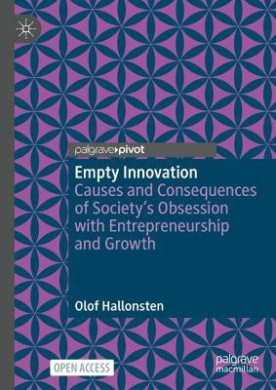 palgrave▸pivot
Empty Innovation
Causes and Consequences
of Society's Obsession
with Entrepreneurship
and Growth
Olof Hallonsten
OPEN ACCESS
palgrave
macmillan